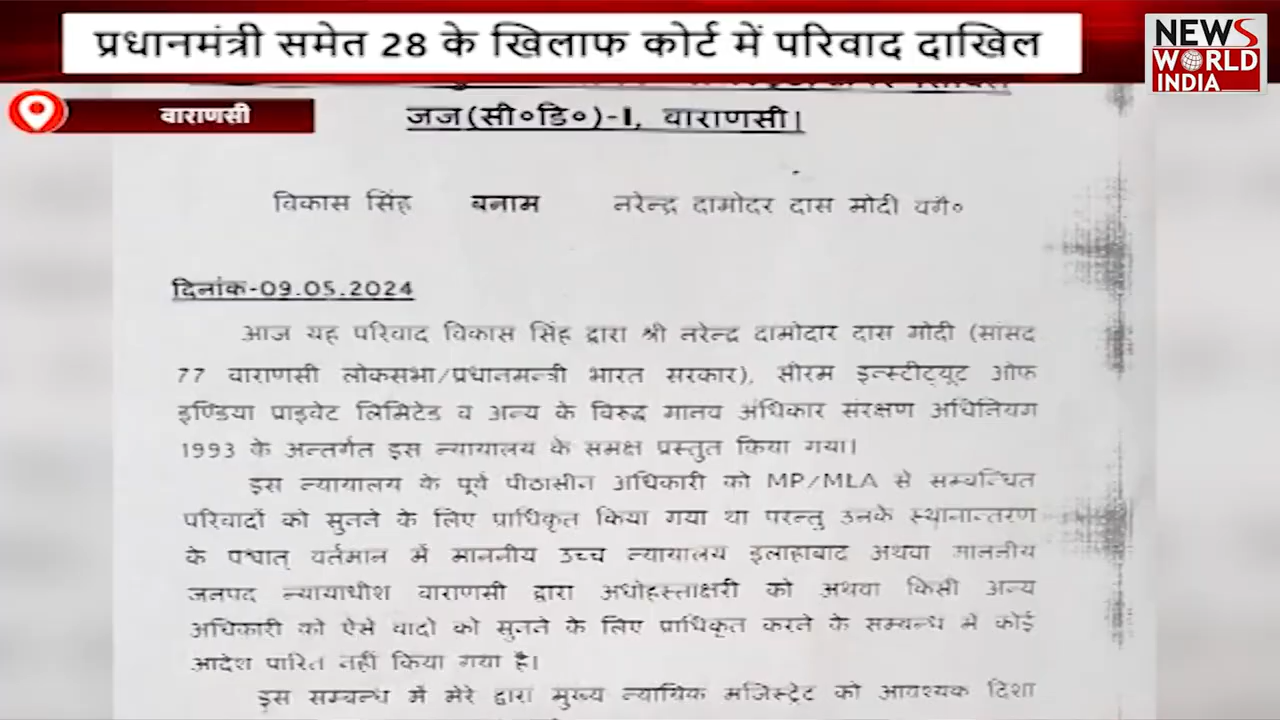 प्रधानमंत्री समेत 28 के खिलाफ कोर्ट में परिवाद दाखिल
NEWS
WORLD
INDIA
वाराणसी
जज(सी०डि०)-I, वाराणसी।
विकास सिंह बनाम नरेन्द्र दामोदर दास मोदी वगै०
दिनांक-09.05.2024
आज यह परिवाद विकास सिंह द्वारा श्री नरेन्द्र दामोदार दास मोदी (सांसद
77 वाराणसी लोकसभा/प्रधानमन्त्री भारत सरकार), सीरम इन्स्टीट्यूट ओफ
इण्डिया प्राइवेट लिमिटेड व अन्य के विरुद्ध मानव अधिकार संरक्षण अधिनियम
1993 के अन्तर्गत इस न्यायालय के समक्ष प्रस्तुत किया गया।
इस न्यायालय के पूर्व पीठासीन अधिकारी को MP/MLA से सम्बन्धित
परिवादों को सुनने के लिए प्राधिकृत किया गया था परन्तु उनके स्थानान्तरण
के पश्चात् वर्तमान में माननीय उच्च न्यायालय इलाहाबाद अथवा माननीय
जनपद न्यायाधीश वाराणसी द्वारा अधोहस्ताक्षरी को अथवा किसी अन्य
अधिकारी को ऐसे वादो को सुनने के लिए प्राधिकृत करने के सम्बन्ध में कोई
आदेश पारित नहीं किया गया है।
इस सम्बन्ध में मेरे द्वारा मुख्य न्यायिक मजिस्ट्रेट को आवश्यक दिशा